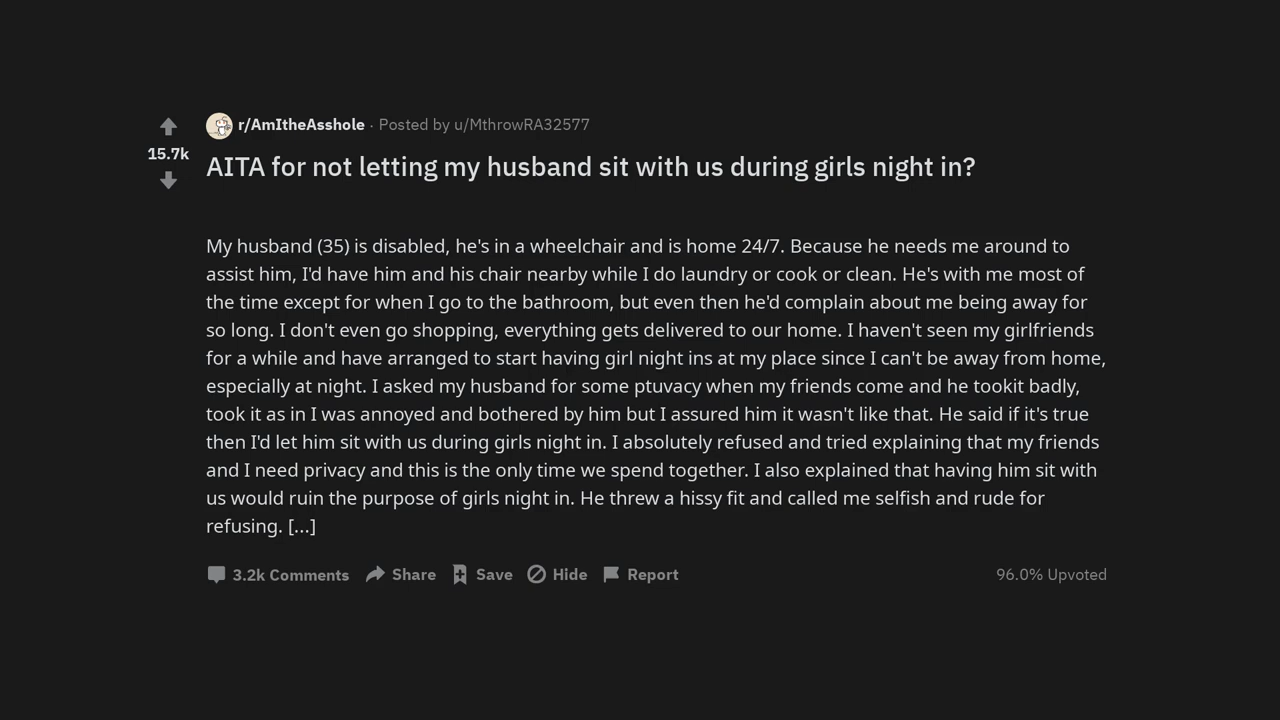 r/AmItheAsshole · Posted by u/MthrowRA32577
15.7k
AITA for not letting my husband sit with us during girls night in?
My husband (35) is disabled, he's in a wheelchair and is home 24/7. Because he needs me around to
assist him, I'd have him and his chair nearby while I do laundry or cook or clean. He's with me most of
the time except for when I go to the bathroom, but even then he'd complain about me being away for
so long. I don't even go shopping, everything gets delivered to our home. I haven't seen my girlfriends
for a while and have arranged to start having girl night ins at my place since I can't be away from home,
especially at night. I asked my husband for some ptuvacy when my friends come and he tookit badly,
took it as in I was annoyed and bothered by him but I assured him it wasn't like that. He said if it's true
then I'd let him sit with us during girls night in. I absolutely refused and tried explaining that my friends
and I need privacy and this is the only time we spend together. I also explained that having him sit with
us would ruin the purpose of girls night in. He threw a hissy fit and called me selfish and rude for
refusing. [...]
3.2k Comments Share Save Hide Report 96.0% Upvoted